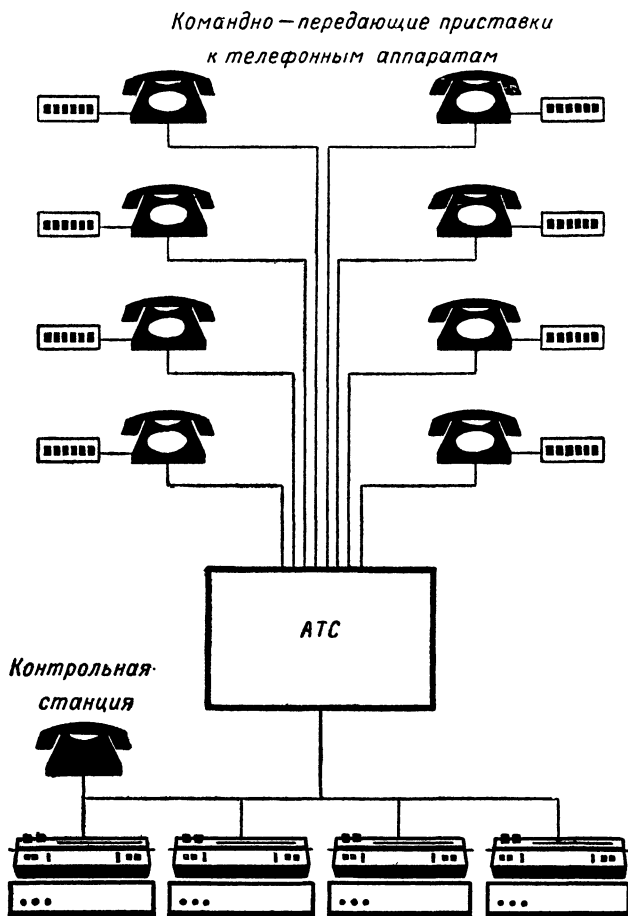 Командно-передающие приставки
к телефонным аппаратам
АТС
Контрольная
станция